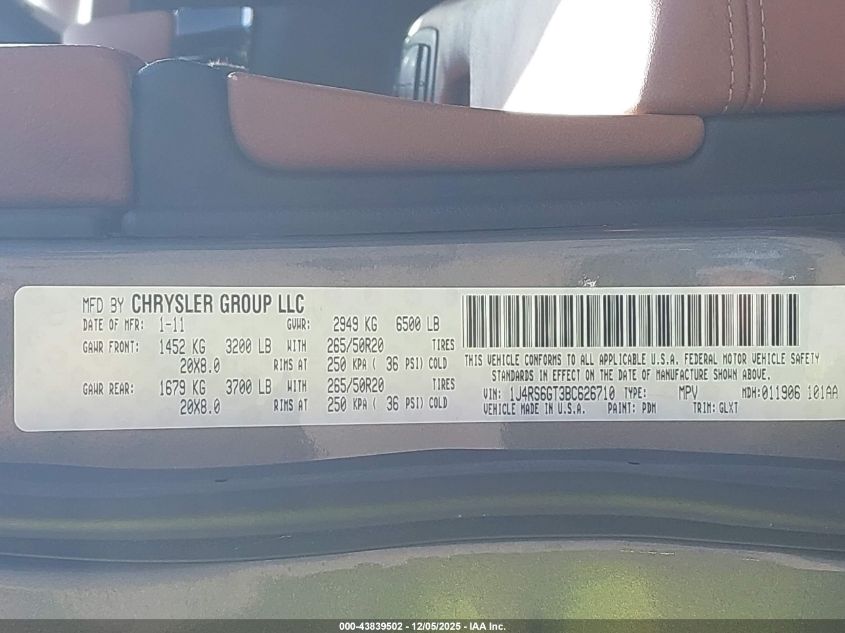 MFD BY CHRYSLER GROUP LLC
DATE OF MFR: 1-11 GVWR: 2949 KG 6500 LB
GAWR FRONT: 1452 KG 3200 LB WITH 265/50R20 TIRES
20X8.0 RIMS AT 250 KPA ( 36 PSI) COLD
GAWR REAR: 1679 KG 3700 LB WITH 265/50R20 TIRES
20X8.0 RIMS AT 250 KPA ( 36 PSI) COLD
THIS VEHICLE CONFORMS TO ALL APPLICABLE U.S.A. FEDERAL MOTOR VEHICLE SAFETY
STANDARDS IN EFFECT ON THE DATE OF MANUFACTURE SHOWN ABOVE.
VIN: 1J4RS6GT3BC626710 TYPE: MPV MDH:011906 101AA
VEHICLE MADE IN U.S.A. PAINT: PDM TRIM: GLXT
000-43839502 - 12/05/2025 - IAA Inc.